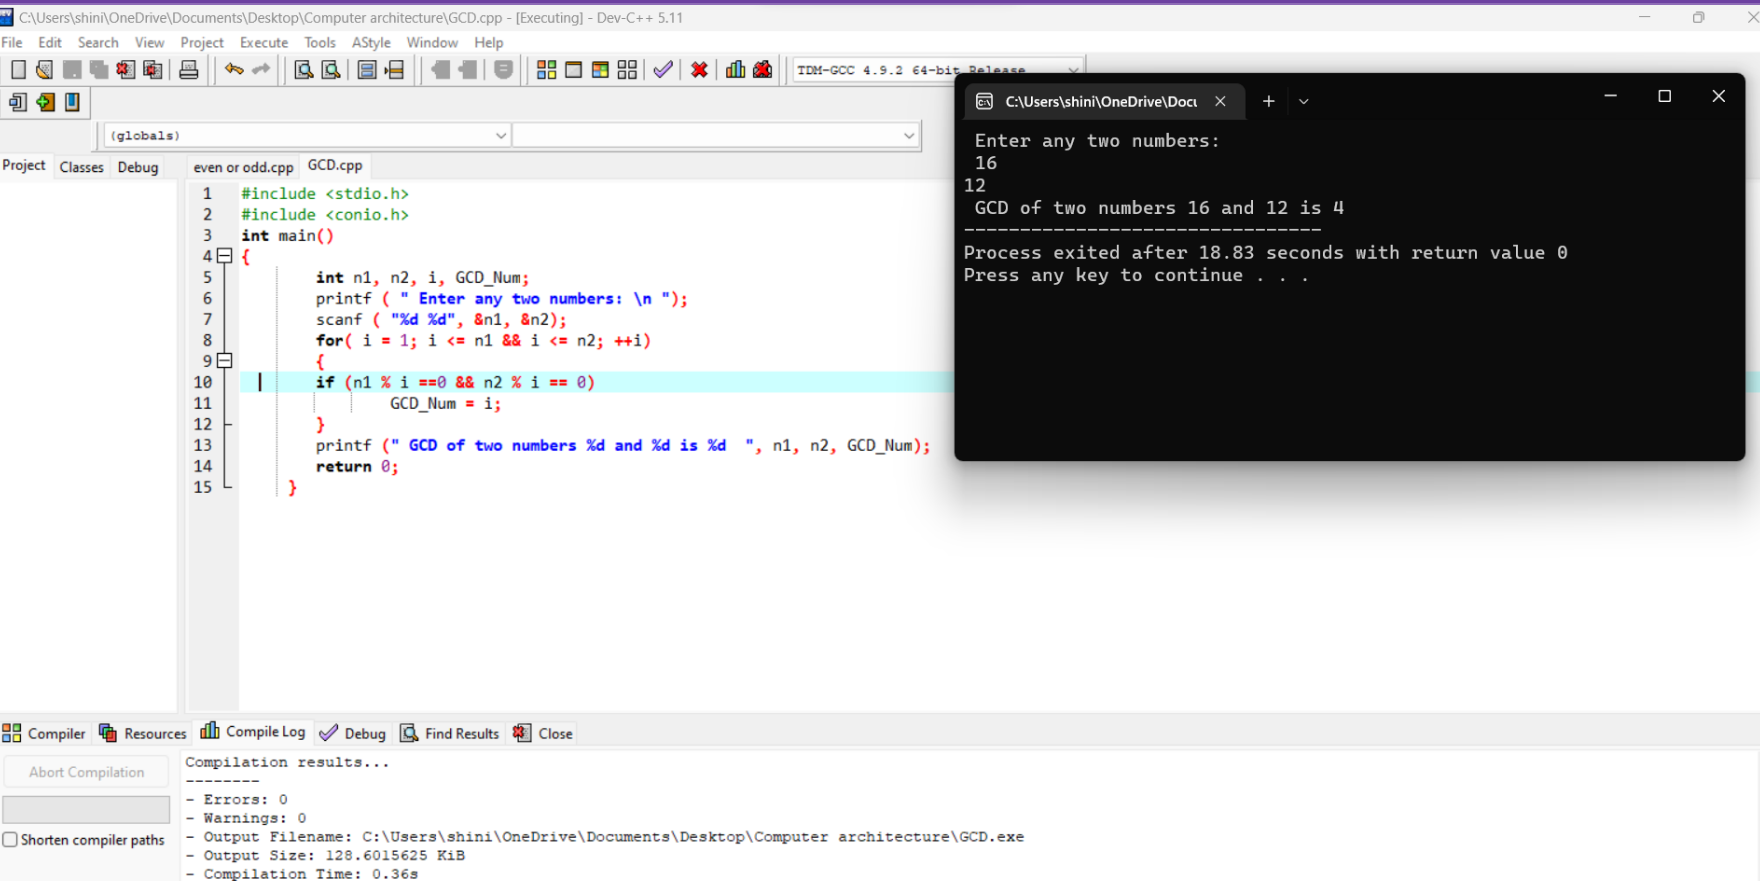 C:\Users\shini\OneDrive\Documents\Desktop\Computer architecture\GCD.cpp - [Executing] - Dev-C++ 5.11
File Edit Search View Project Execute Tools AStyle Window Help
TDM-GCC 4.9.2 64-bit Release
(globals)
Project Classes Debug even or odd.cpp GCD.cpp
1 #include <stdio.h>
2 #include <conio.h>
3 int main()
4 {
5 int n1, n2, i, GCD_Num;
6 printf ( " Enter any two numbers: \n ");
7 scanf ( "%d %d", &n1, &n2);
8 for( i = 1; i <= n1 && i <= n2; ++i)
9 {
10 if (n1 % i ==0 && n2 % i == 0)
11 GCD_Num = i;
12 }
13 printf (" GCD of two numbers %d and %d is %d  ", n1, n2, GCD_Num);
14 return 0;
15 }
C:\Users\shini\OneDrive\Docu
Enter any two numbers:
16
12
GCD of two numbers 16 and 12 is 4
--------------------------------
Process exited after 18.83 seconds with return value 0
Press any key to continue . . .
Compiler Resources Compile Log Debug Find Results Close
Abort Compilation
Shorten compiler paths
Compilation results...
--------
- Errors: 0
- Warnings: 0
- Output Filename: C:\Users\shini\OneDrive\Documents\Desktop\Computer architecture\GCD.exe
- Output Size: 128.6015625 KiB
- Compilation Time: 0.36s